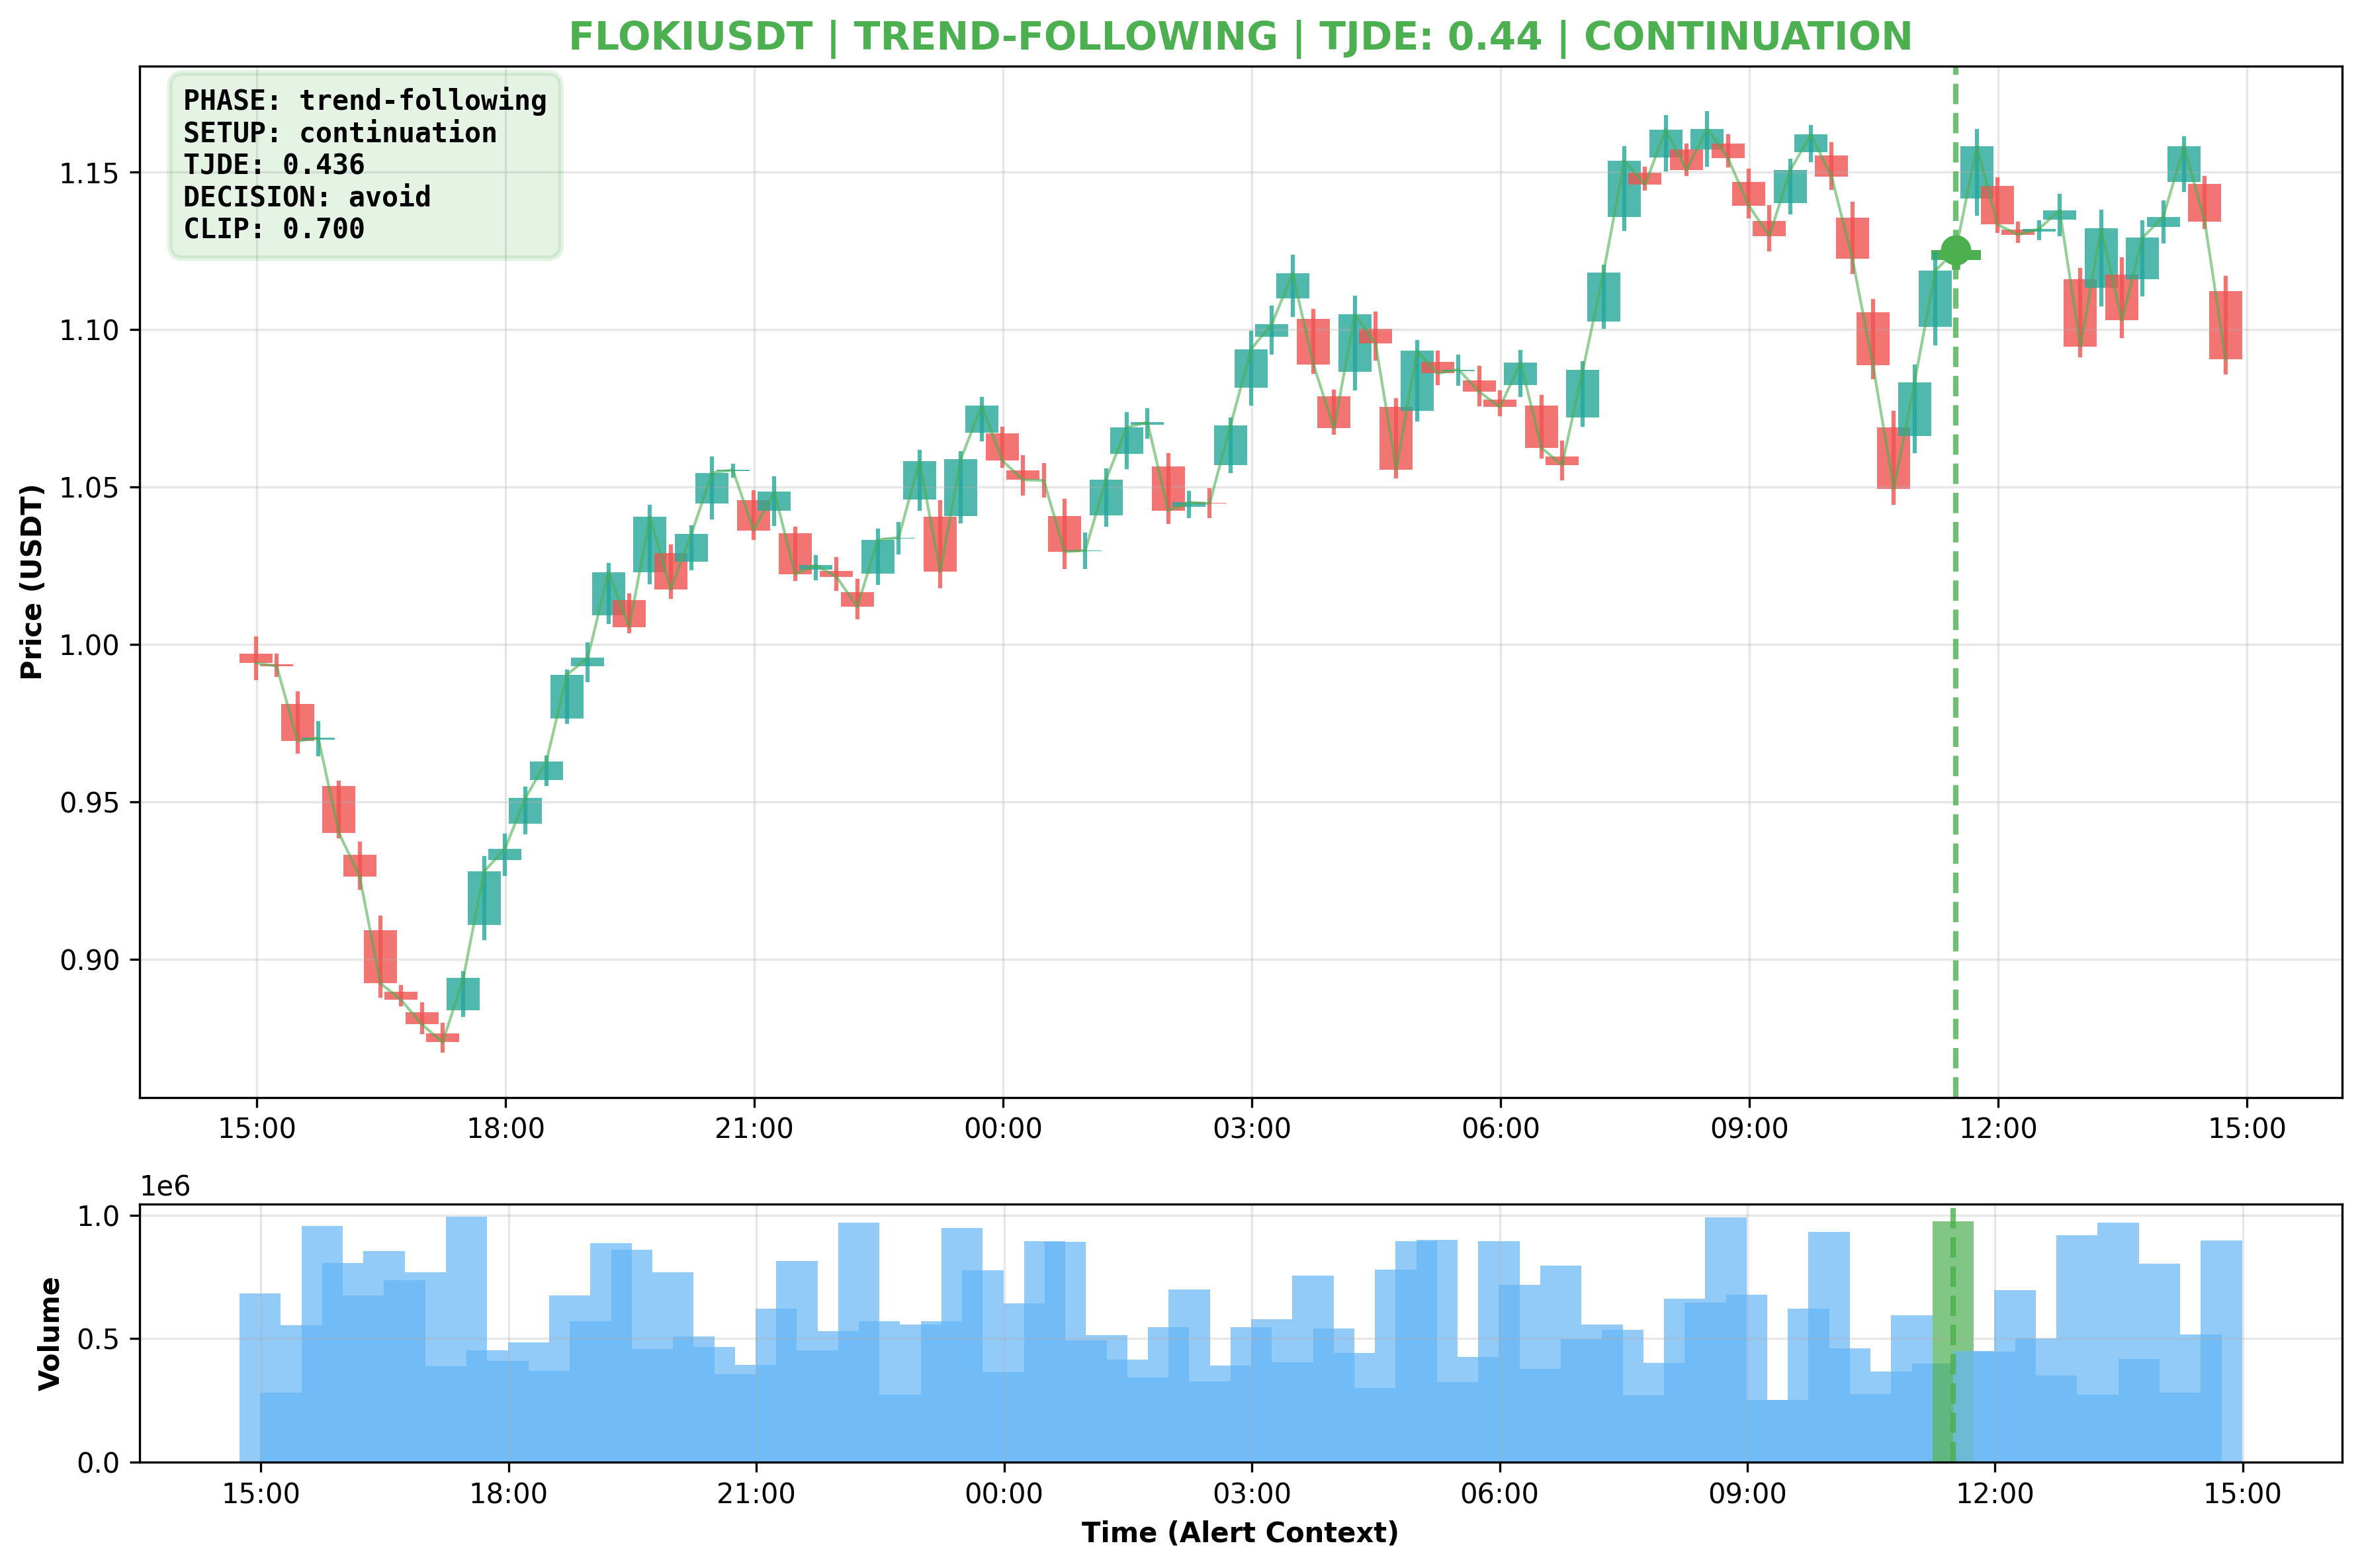 FLOKIUSDT | TREND-FOLLOWING | TJDE: 0.44 | CONTINUATION
PHASE: trend-following
SETUP: continuation
TJDE: 0.436
DECISION: avoid
CLIP: 0.700
Price (USDT)
1.15
1.10
1.05
1.00
0.95
0.90
15:00 18:00 21:00 00:00 03:00 06:00 09:00 12:00 15:00
1e6
Volume
1.0
0.5
0.0
15:00 18:00 21:00 00:00 03:00 06:00 09:00 12:00 15:00
Time (Alert Context)